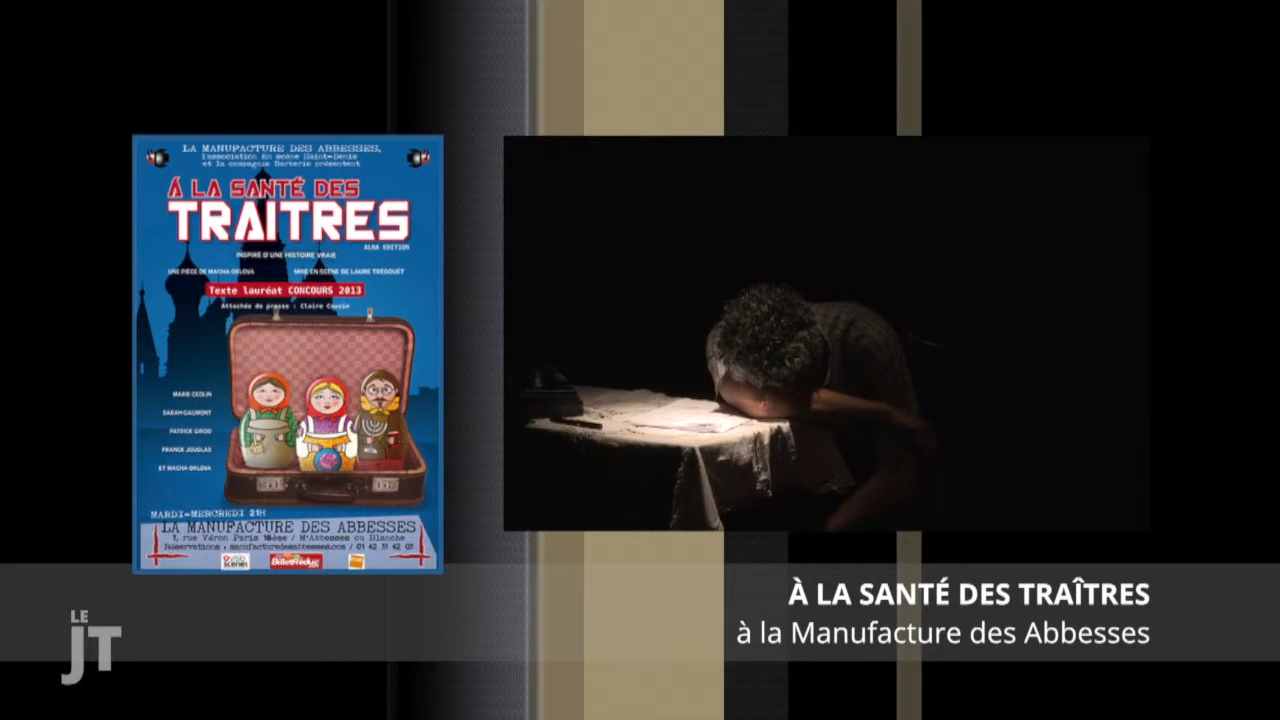 LA MANUFACTURE DES ABBESSES,
l'association En scène Saint-Denis
et la compagnie Barberie présentent
Á LA SANTÉ DES
TRAITRES
ALNA EDITION
INSPIRÉ D'UNE HISTOIRE VRAIE
UNE PIÈCE DE MACHA ORLOVA MISE EN SCÈNE DE LAURE TRÉGOUËT
Texte lauréat CONCOURS 2013
Attachée de presse : Claire Cousin
MARIE CEOLIN
SARAH GAUMONT
PATRICK GIROD
FRANCK JOUGLAS
ET MACHA ORLOVA
MARDI-MERCREDI 21H
LA MANUFACTURE DES ABBESSES
7, rue Véron Paris 18ème / M°Abbesses ou Blanche
Réservations : manufacturedesabbesses.com / 01 42 33 42 03
BilletRéduc
fnac
À LA SANTÉ DES TRAÎTRES
à la Manufacture des Abbesses
LE
JT